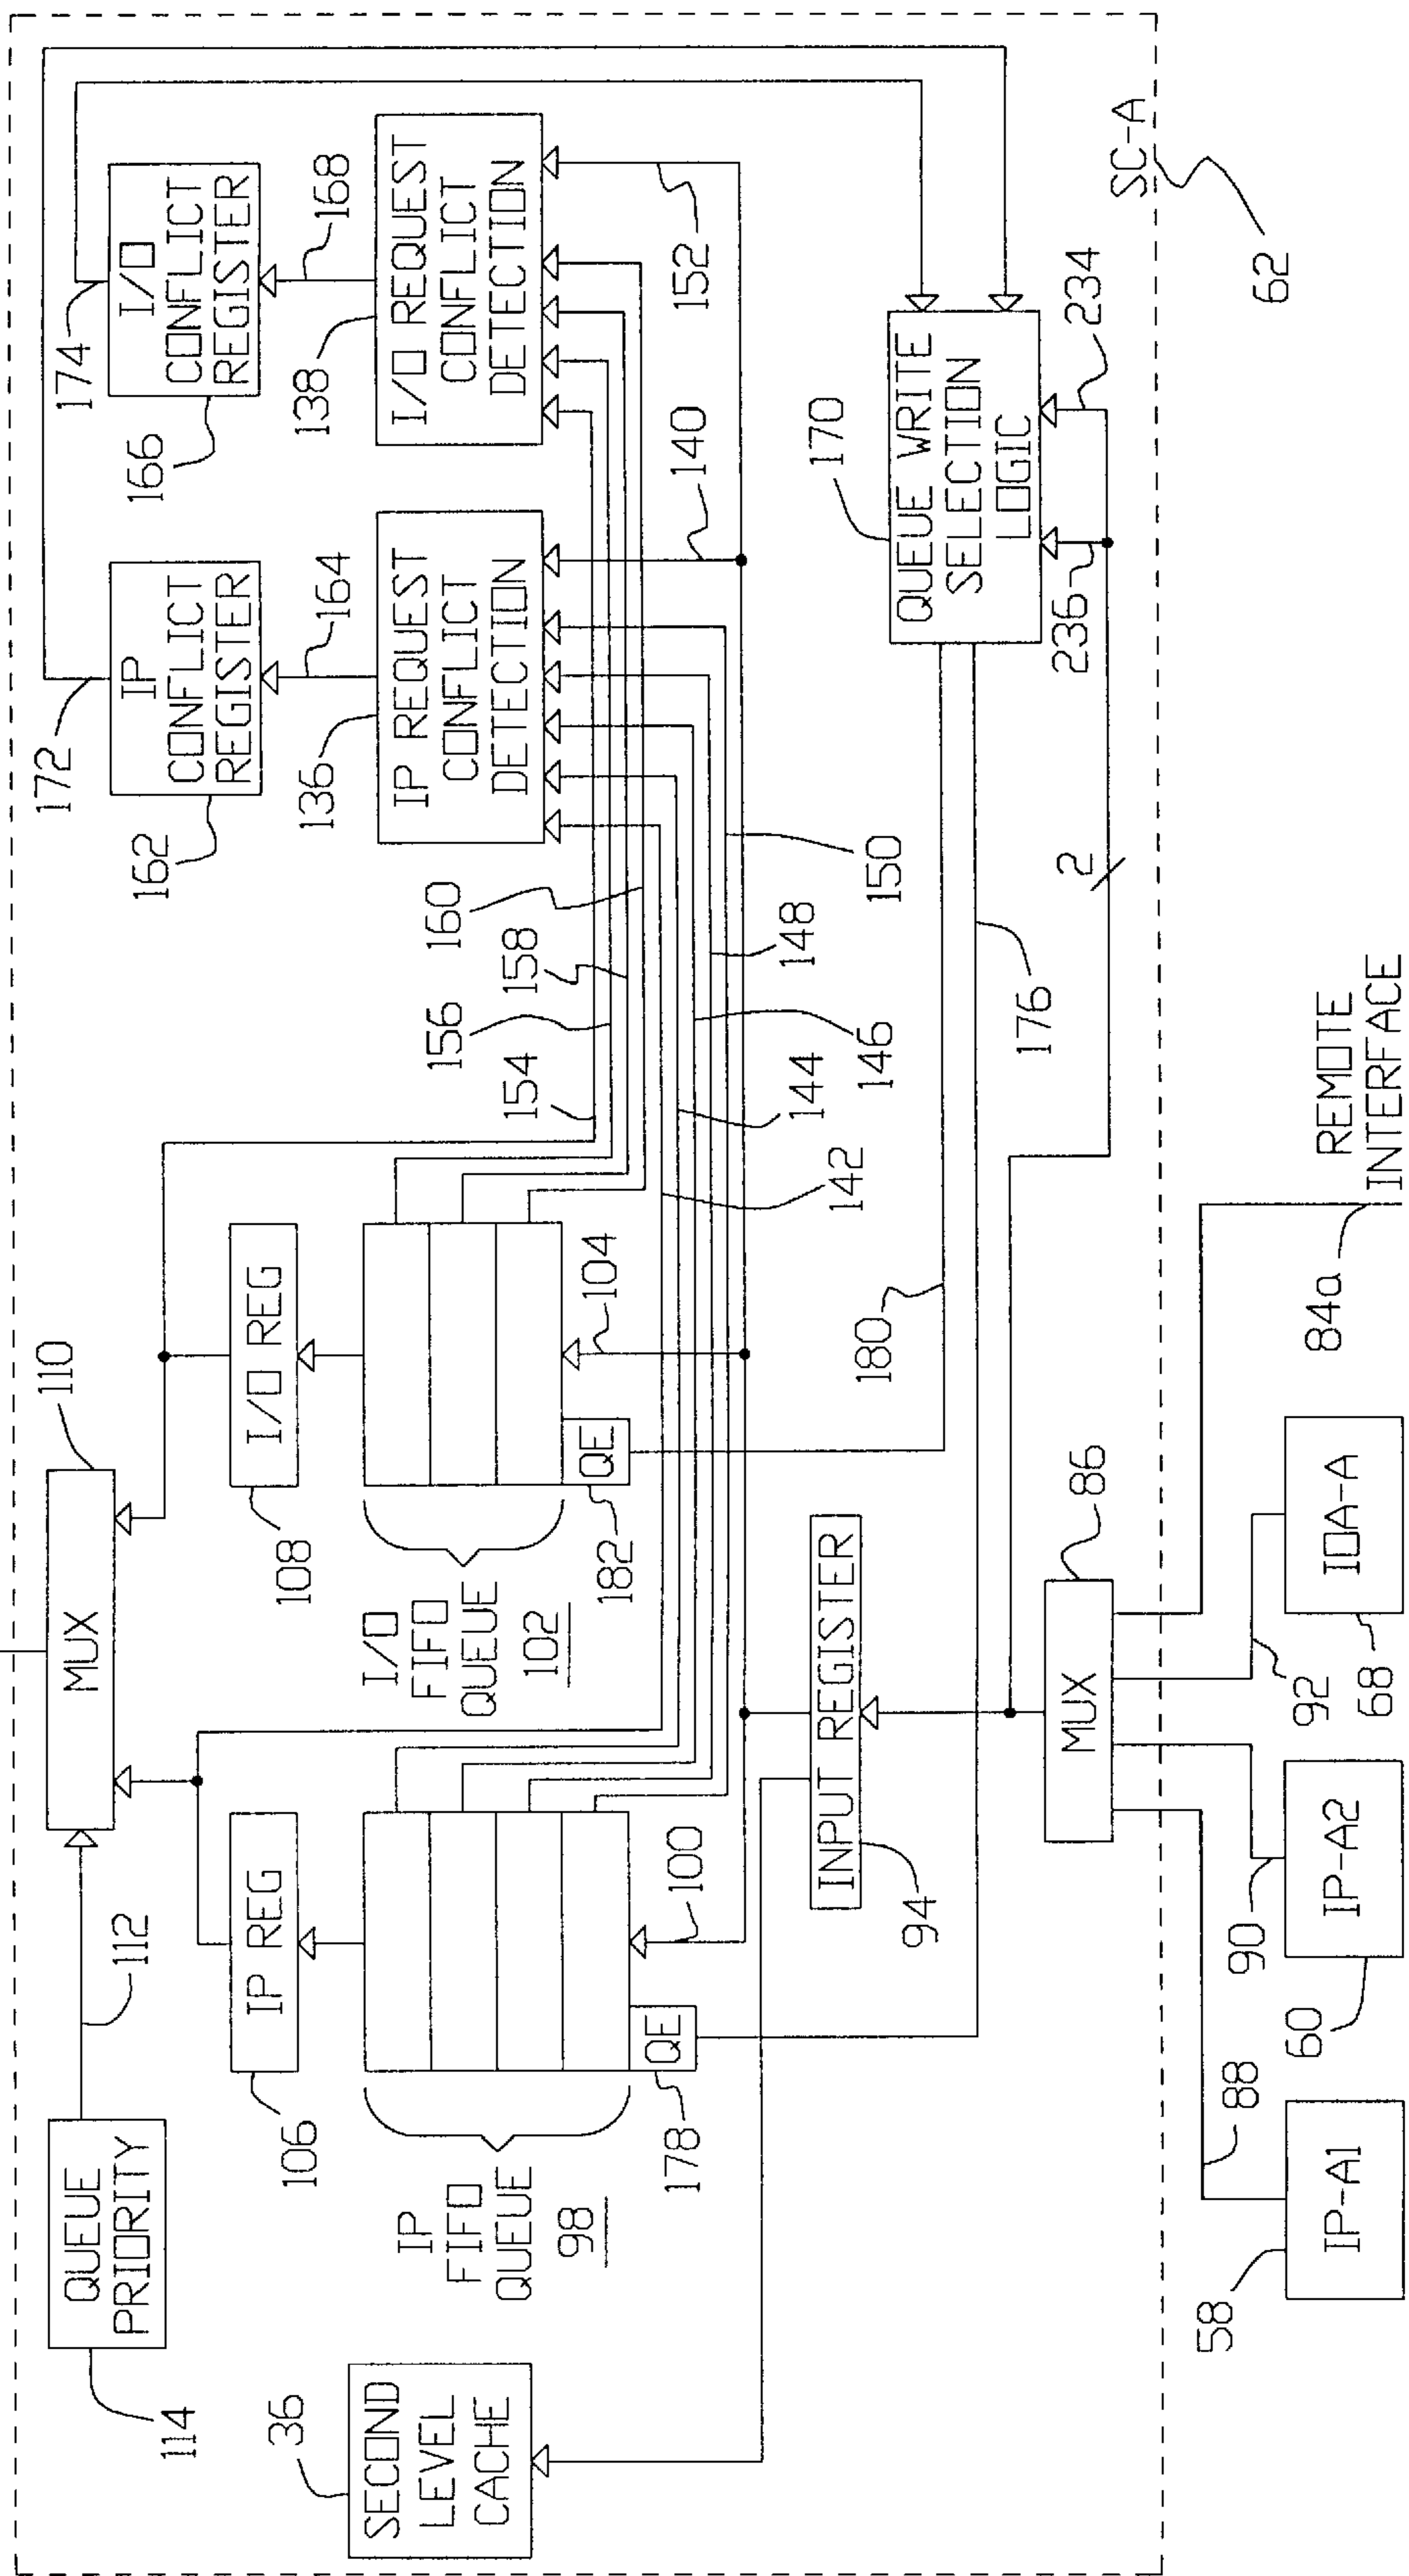 110
MUX
QUEUE
PRIORITY
114
112
IP REG
106
I/O REG
108
174
I/O
CONFLICT
REGISTER
166
172
IP
CONFLICT
REGISTER
162
168
164
I/O REQUEST
CONFLICT
DETECTION
138
IP REQUEST
CONFLICT
DETECTION
136
SECOND
LEVEL
CACHE
36
IP
FIFO
QUEUE
98
QE
178
100
I/O
FIFO
QUEUE
102
QE
182
104
154
156
158
160
142
144
146
148
150
140
152
INPUT REGISTER
94
180
176
QUEUE WRITE
SELECTION
LOGIC
170
236
234
2
MUX
86
SC-A
62
88
90
92
84a
IP-A1
58
IP-A2
60
IOA-A
68
REMOTE
INTERFACE